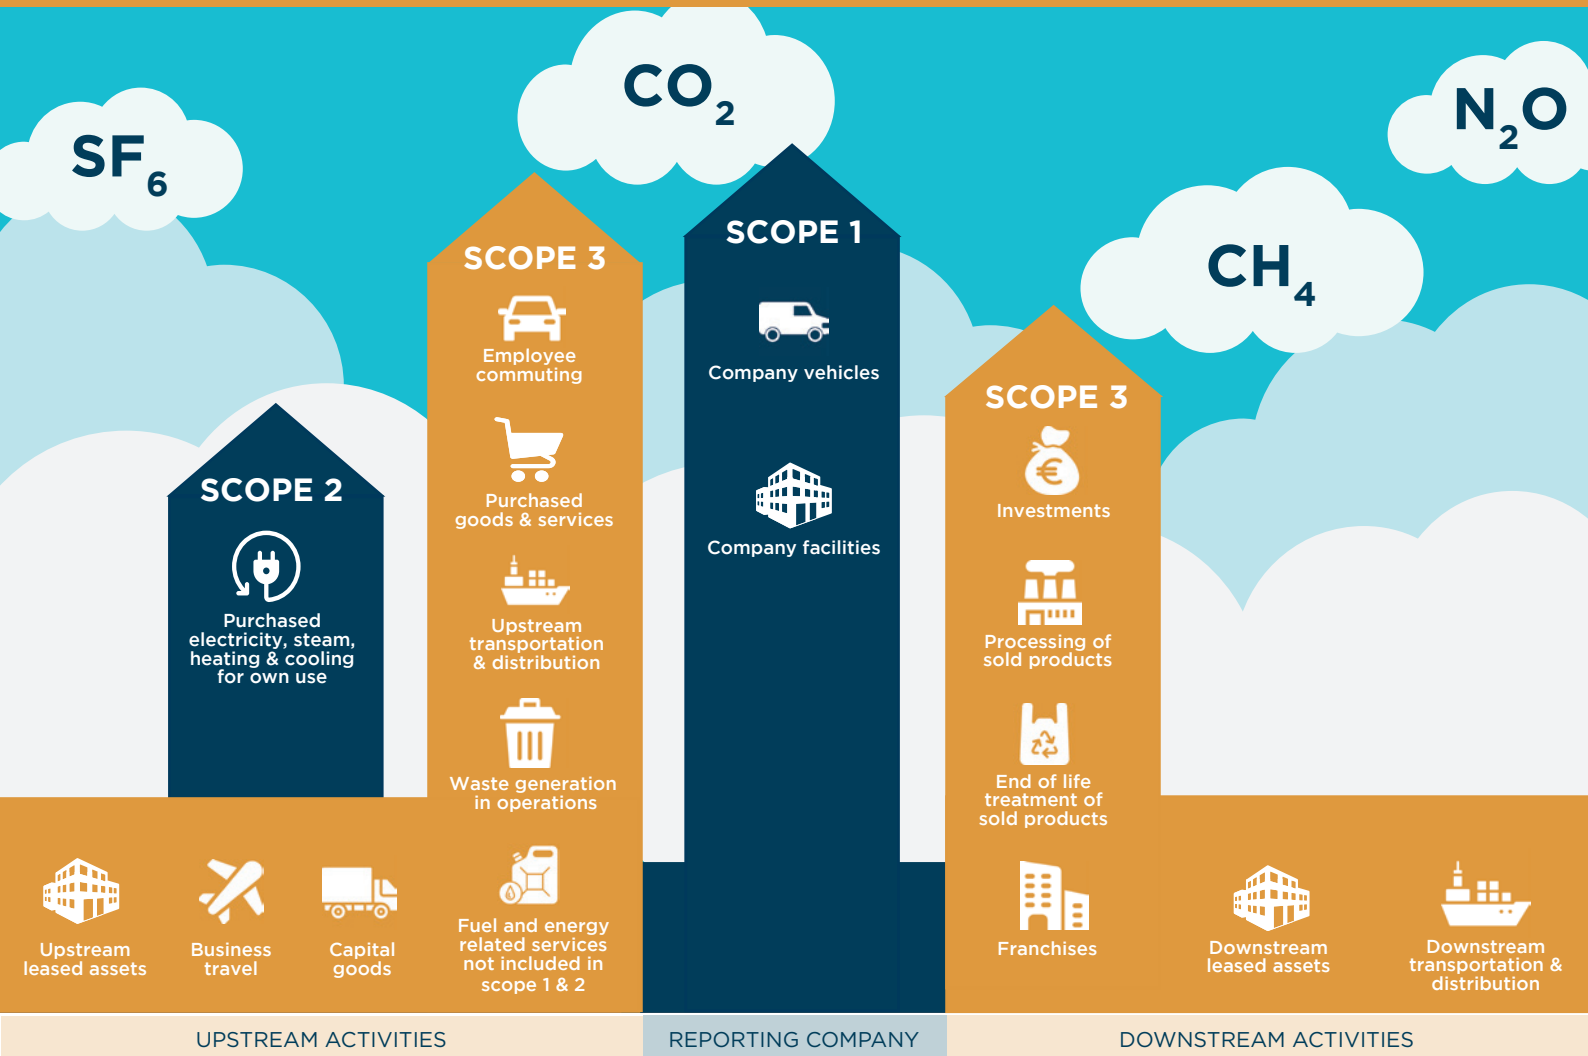 SF6
CO2
N2O
CH4
SCOPE 2
Purchased
electricity, steam,
heating & cooling
for own use
SCOPE 3
Employee
commuting
Purchased
goods & services
Upstream
transportation
& distribution
Waste generation
in operations
Fuel and energy
related services
not included in
scope 1 & 2
Upstream
leased assets
Business
travel
Capital
goods
SCOPE 1
Company vehicles
Company facilities
SCOPE 3
€
Investments
Processing of
sold products
End of life
treatment of
sold products
Franchises
Downstream
leased assets
Downstream
transportation &
distribution
UPSTREAM ACTIVITIES
REPORTING COMPANY
DOWNSTREAM ACTIVITIES